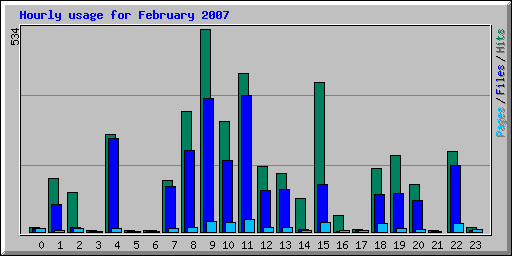 Hourly usage for February 2007
534
Pages / Files / Hits
0 1 2 3 4 5 6 7 8 9 10 11 12 13 14 15 16 17 18 19 20 21 22 23